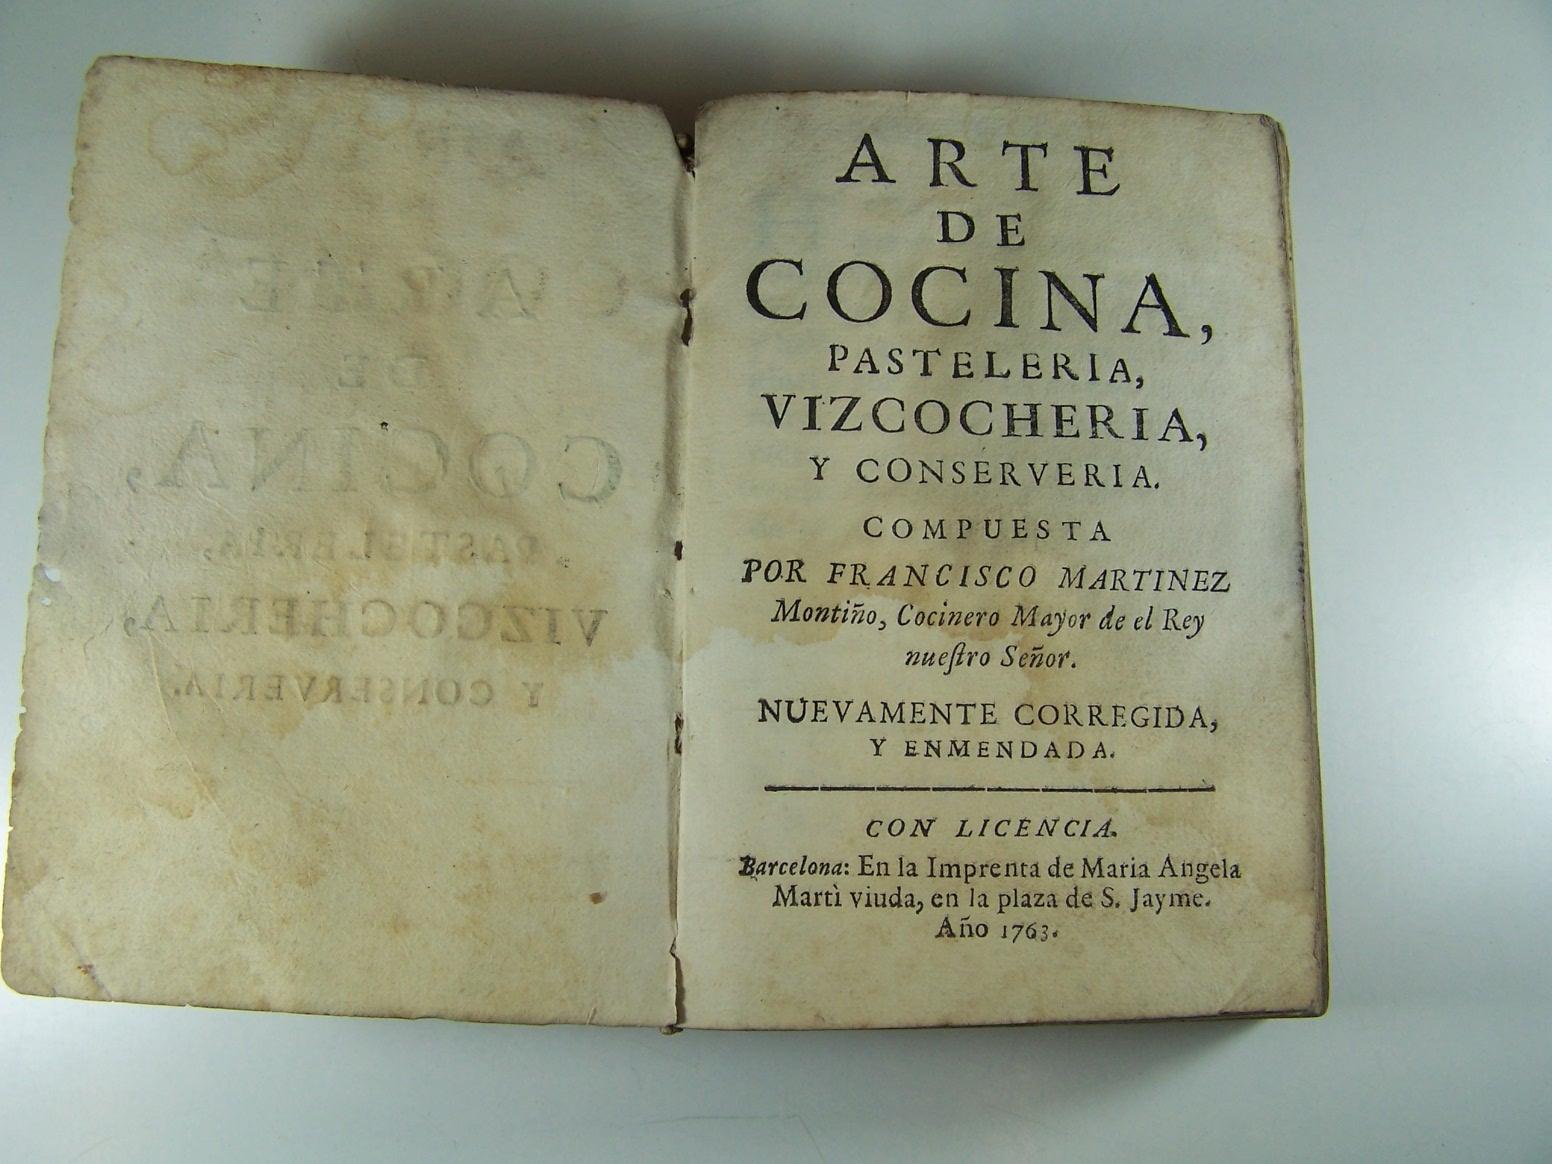 ARTE
DE
COCINA,
PASTELERIA,
VIZCOCHERIA,
Y CONSERVERIA.
COMPUESTA
POR FRANCISCO MARTINEZ
Montiño, Cocinero Mayor de el Rey
nueſtro Señor.
NUEVAMENTE CORREGIDA,
Y ENMENDADA.
CON LICENCIA.
Barcelona: En la Imprenta de Maria Angela
Martì viuda, en la plaza de S. Jayme.
Año 1763.